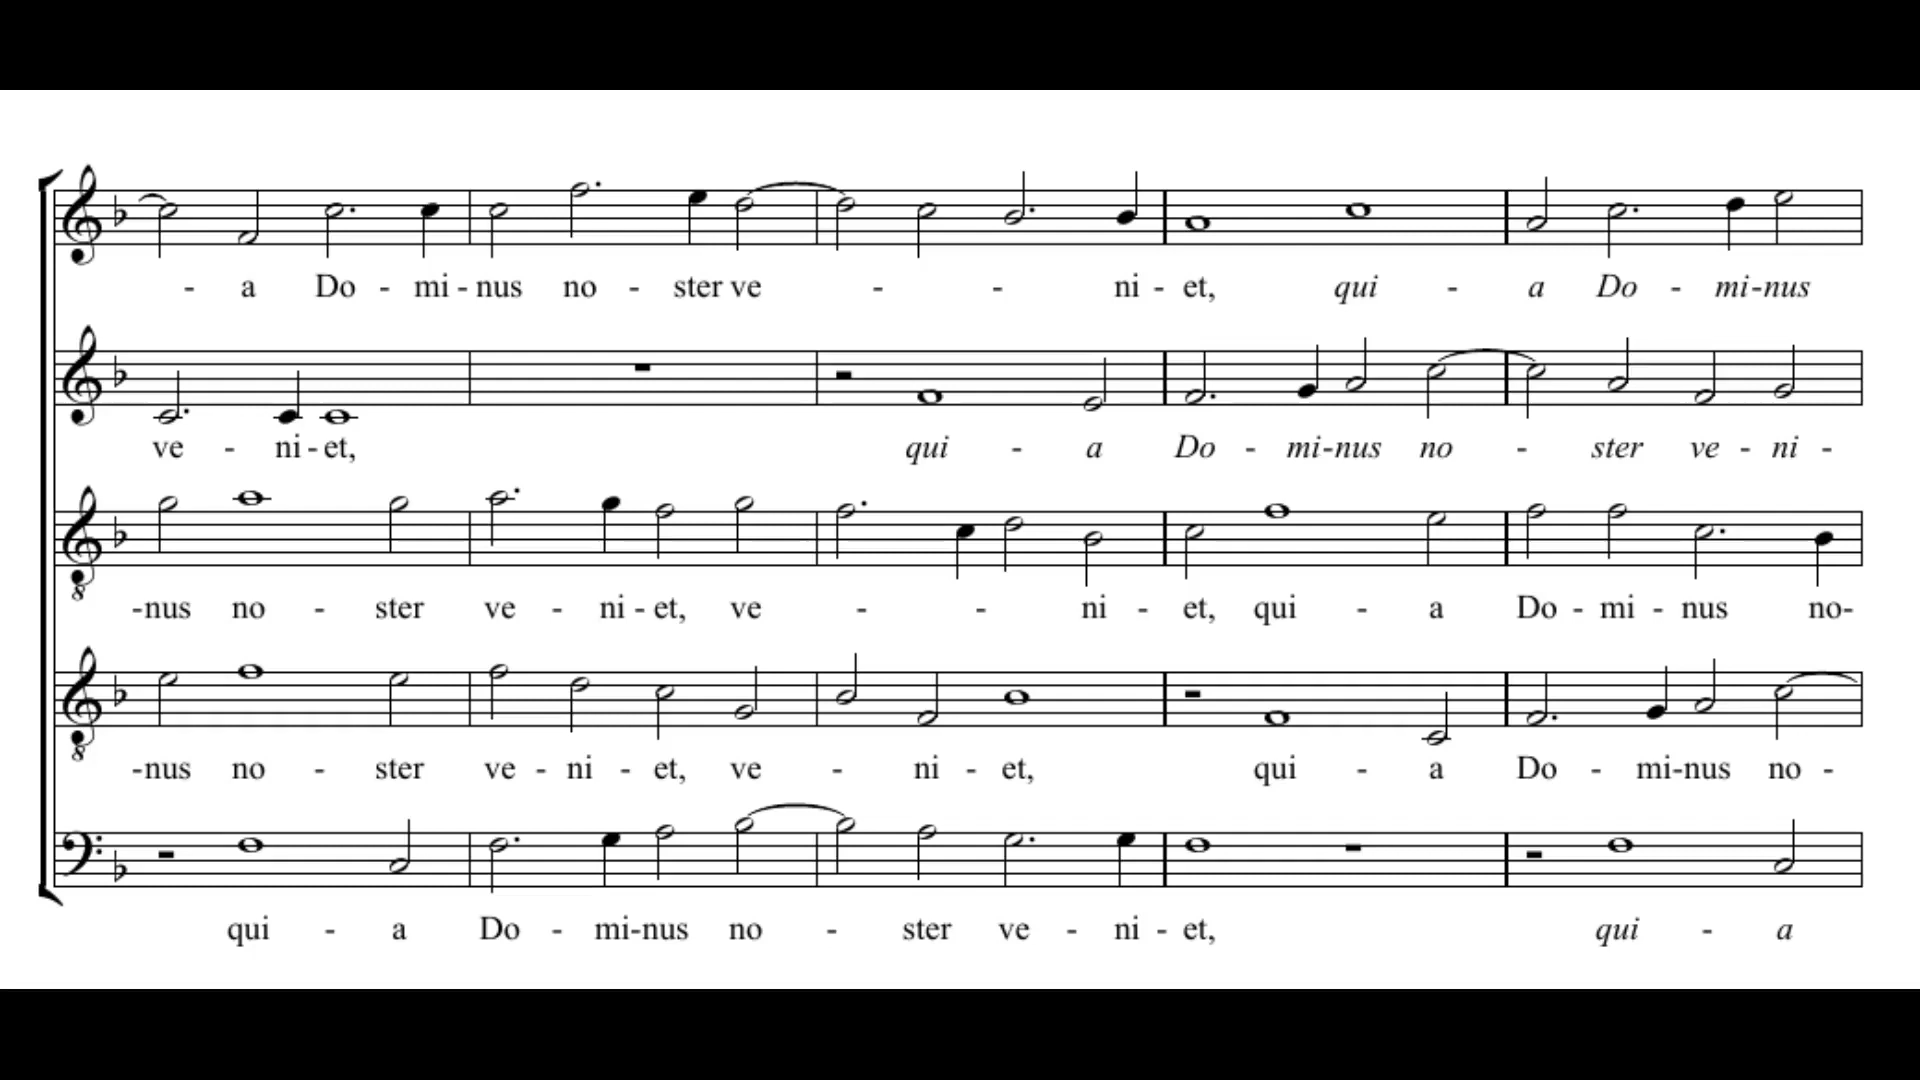 - a Do - mi - nus no - ster ve - - ni - et, qui - a Do - mi-nus
ve - ni - et, qui - a Do - mi-nus no - ster ve - ni -
-nus no - ster ve - ni - et, ve - - ni - et, qui - a Do - mi - nus no-
-nus no - ster ve - ni - et, ve - ni - et, qui - a Do - mi-nus no -
qui - a Do - mi-nus no - ster ve - ni - et, qui - a